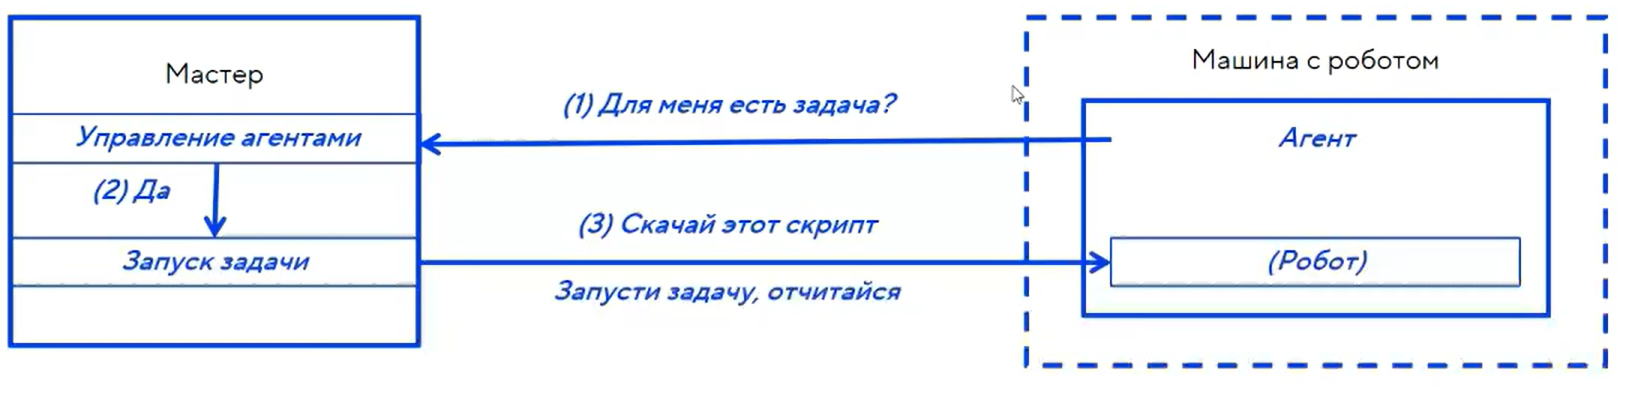 Мастер
Машина с роботом
(1) Для меня есть задача?
Управление агентами
Агент
(2) Да
(3) Скачай этот скрипт
Запуск задачи
(Робот)
Запусти задачу, отчитайся